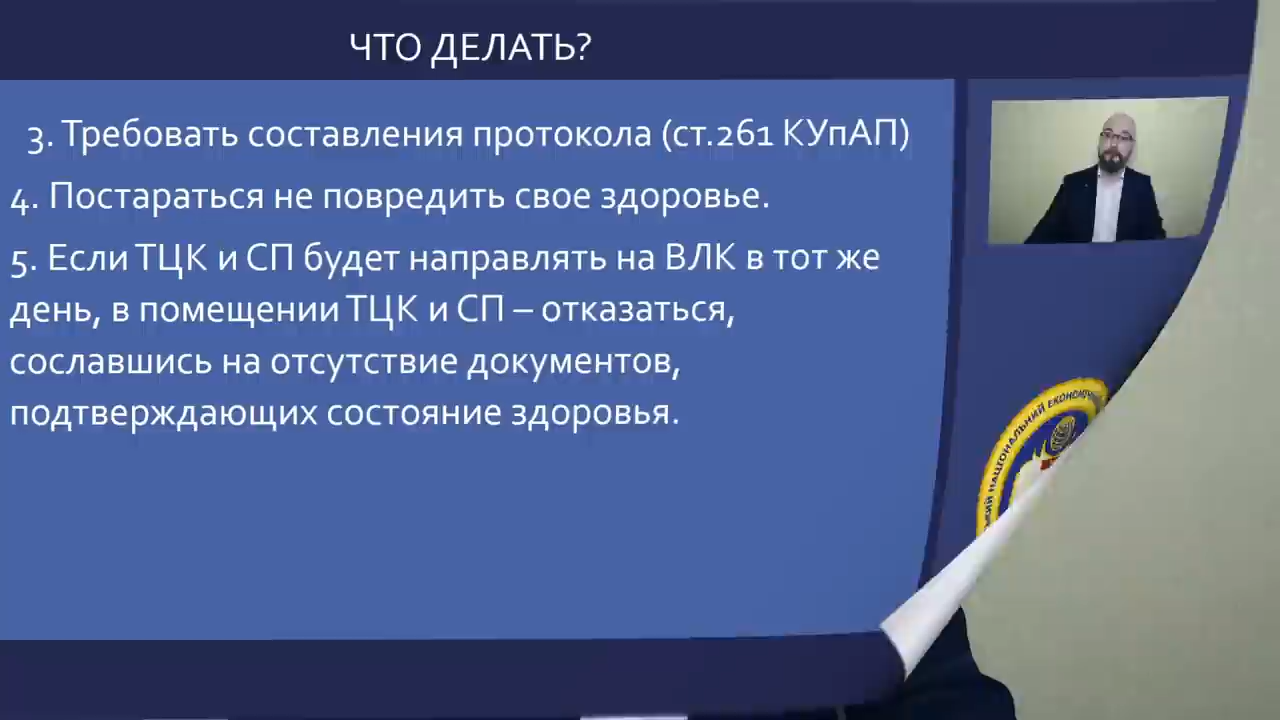 ЧТО ДЕЛАТЬ?
3. Требовать составления протокола (ст.261 КУпАП)
4. Постараться не повредить свое здоровье.
5. Если ТЦК и СП будет направлять на ВЛК в тот же
день, в помещении ТЦК и СП – отказаться,
сославшись на отсутствие документов,
подтверждающих состояние здоровья.
НАЦІОНАЛЬНИЙ